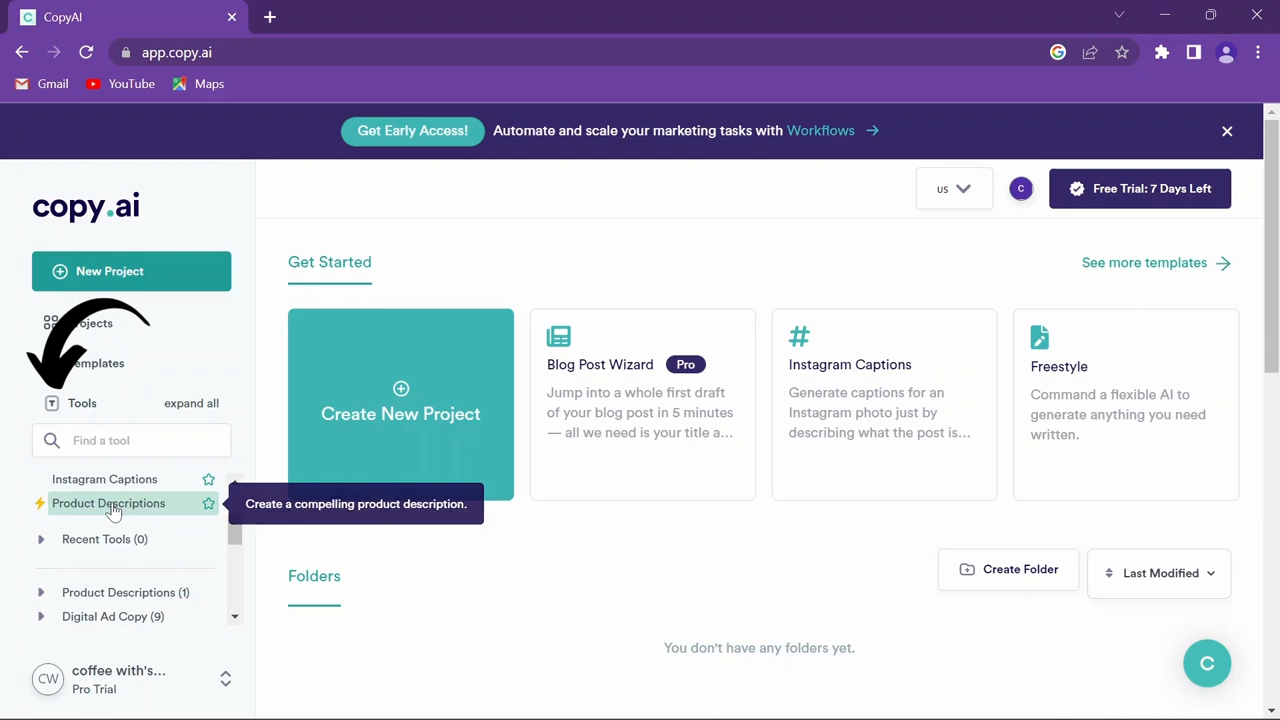 CopyAI
app.copy.ai
Gmail
YouTube
Maps
Get Early Access! Automate and scale your marketing tasks with Workflows
copy.ai
US
C
Free Trial: 7 Days Left
New Project
Get Started
See more templates
Projects
Templates
Tools
expand all
Find a tool
Instagram Captions
Product Descriptions
Create a compelling product description.
Recent Tools (0)
Product Descriptions (1)
Digital Ad Copy (9)
CW
coffee with's...
Pro Trial
Create New Project
Blog Post Wizard
Pro
Jump into a whole first draft
of your blog post in 5 minutes
— all we need is your title a...
Instagram Captions
Generate captions for an
Instagram photo just by
describing what the post is...
Freestyle
Command a flexible AI to
generate anything you need
written.
Folders
Create Folder
Last Modified
You don't have any folders yet.
C